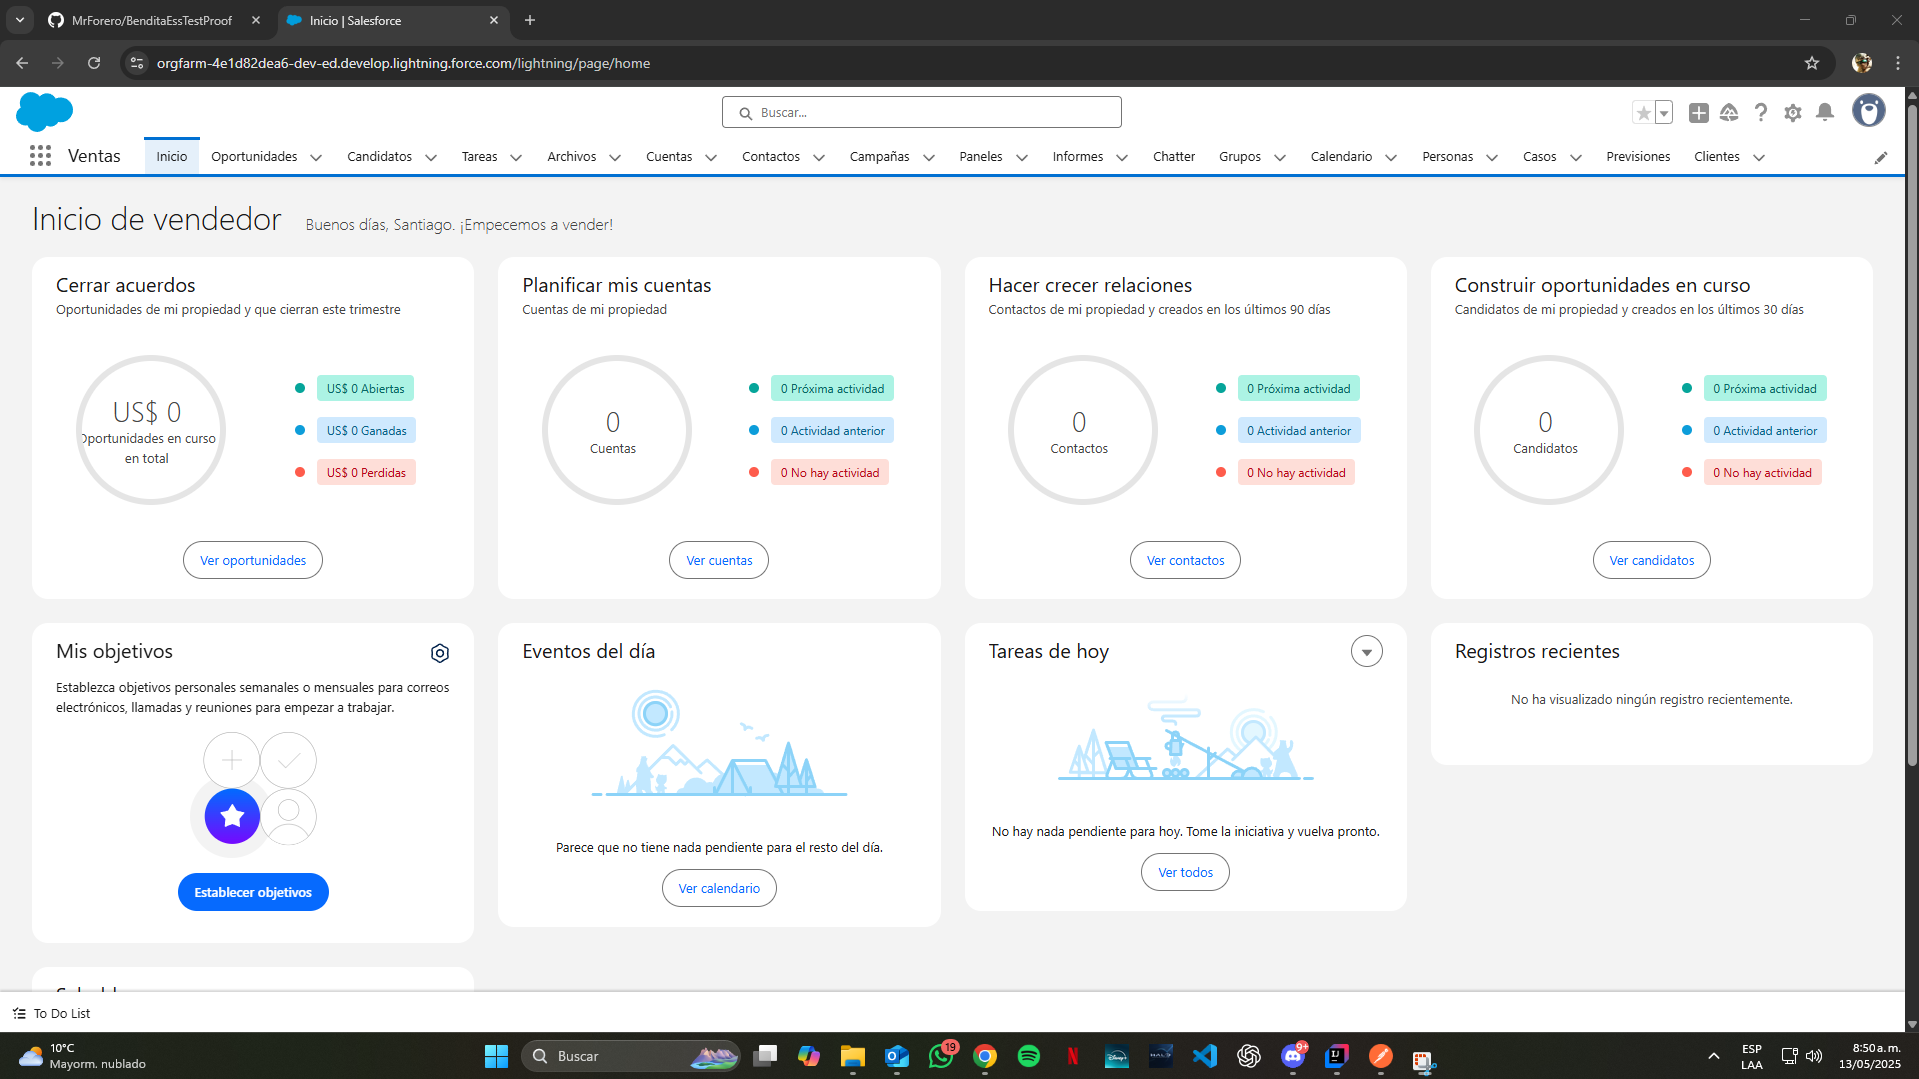 MrForero/BenditaEssTestProof
Inicio | Salesforce
orgfarm-4e1d82dea6-dev-ed.develop.lightning.force.com/lightning/page/home
Buscar...
Ventas
Inicio
Oportunidades
Candidatos
Tareas
Archivos
Cuentas
Contactos
Campañas
Paneles
Informes
Chatter
Grupos
Calendario
Personas
Casos
Previsiones
Clientes
Inicio de vendedor
Buenos días, Santiago. ¡Empecemos a vender!
Cerrar acuerdos
Oportunidades de mi propiedad y que cierran este trimestre
US$ 0
Oportunidades en curso
en total
US$ 0 Abiertas
US$ 0 Ganadas
US$ 0 Perdidas
Ver oportunidades
Planificar mis cuentas
Cuentas de mi propiedad
0
Cuentas
0 Próxima actividad
0 Actividad anterior
0 No hay actividad
Ver cuentas
Hacer crecer relaciones
Contactos de mi propiedad y creados en los últimos 90 días
0
Contactos
0 Próxima actividad
0 Actividad anterior
0 No hay actividad
Ver contactos
Construir oportunidades en curso
Candidatos de mi propiedad y creados en los últimos 30 días
0
Candidatos
0 Próxima actividad
0 Actividad anterior
0 No hay actividad
Ver candidatos
Mis objetivos
Establezca objetivos personales semanales o mensuales para correos
electrónicos, llamadas y reuniones para empezar a trabajar.
Establecer objetivos
Eventos del día
Parece que no tiene nada pendiente para el resto del día.
Ver calendario
Tareas de hoy
No hay nada pendiente para hoy. Tome la iniciativa y vuelva pronto.
Ver todos
Registros recientes
No ha visualizado ningún registro recientemente.
To Do List
10°C
Mayorm. nublado
Buscar
19
9+
ESP
LAA
8:50 a. m.
13/05/2025